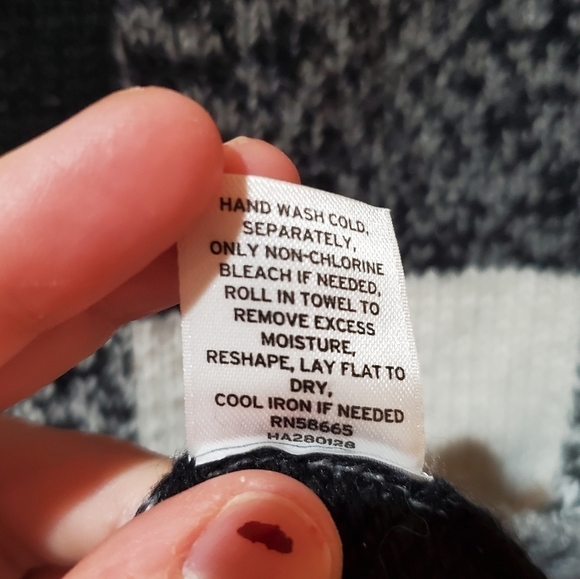 HAND WASH COLD,
SEPARATELY,
ONLY NON-CHLORINE
BLEACH IF NEEDED,
ROLL IN TOWEL TO
REMOVE EXCESS
MOISTURE,
RESHAPE, LAY FLAT TO
DRY,
COOL IRON IF NEEDED
RN58665
HA280128